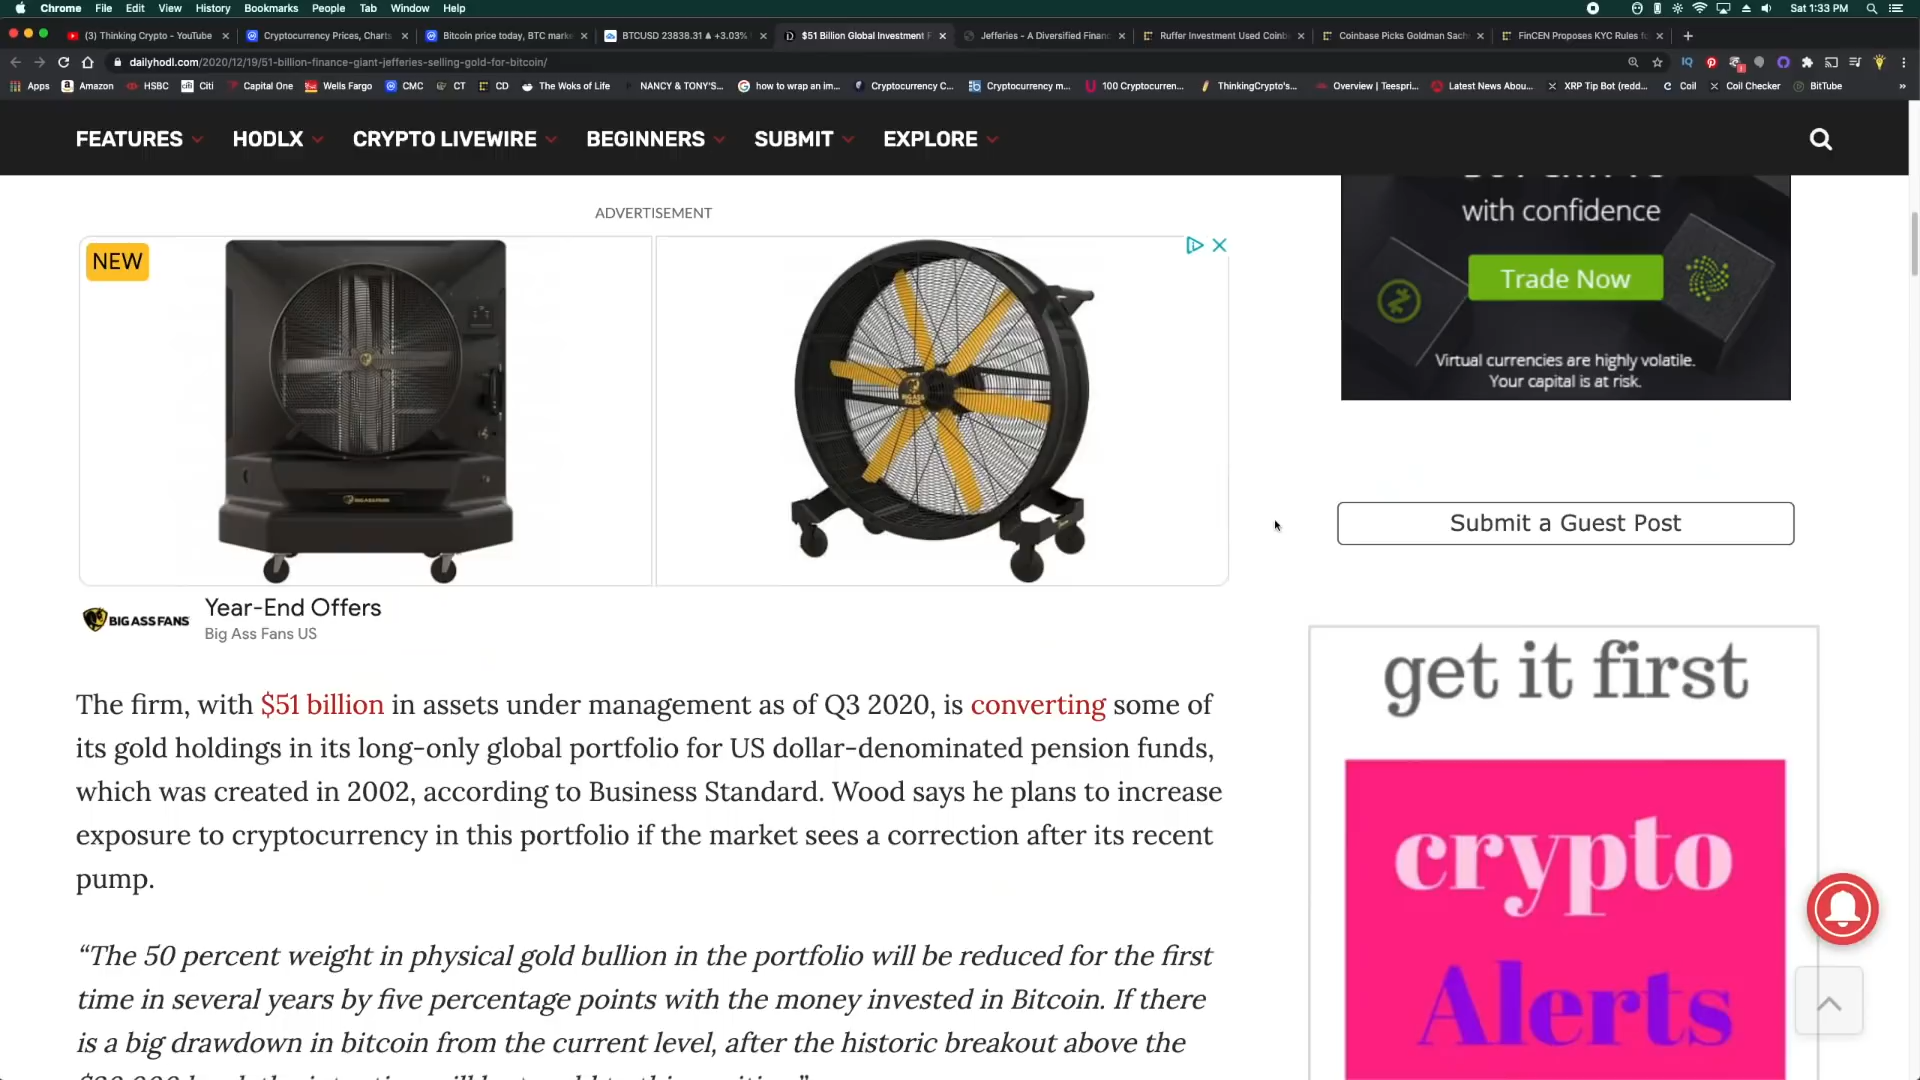 Chrome File Edit View History Bookmarks People Tab Window Help
Sat 1:33 PM
(3) Thinking Crypto - YouTube
Cryptocurrency Prices, Charts
Bitcoin price today, BTC mark
BTCUSD 23838.31 ▲ +3.03%
$51 Billion Global Investment F
Jefferies - A Diversified Financ
Ruffer Investment Used Coinb
Coinbase Picks Goldman Sach
FinCEN Proposes KYC Rules fo
dailyhodl.com/2020/12/19/51-billion-finance-giant-jefferies-selling-gold-for-bitcoin/
Apps Amazon HSBC Citi Capital One Wells Fargo CMC CT CD The Woks of Life NANCY & TONY'S... how to wrap an im... Cryptocurrency C... Cryptocurrency m... 100 Cryptocurren... ThinkingCrypto's... Overview | Teespri... Latest News Abou... XRP Tip Bot (redd... Coil Coil Checker BitTube »
FEATURES HODLX CRYPTO LIVEWIRE BEGINNERS SUBMIT EXPLORE
ADVERTISEMENT
NEW
BIG ASS FANS
Year-End Offers
Big Ass Fans US
The firm, with $51 billion in assets under management as of Q3 2020, is converting some of
its gold holdings in its long-only global portfolio for US dollar-denominated pension funds,
which was created in 2002, according to Business Standard. Wood says he plans to increase
exposure to cryptocurrency in this portfolio if the market sees a correction after its recent
pump.
“The 50 percent weight in physical gold bullion in the portfolio will be reduced for the first
time in several years by five percentage points with the money invested in Bitcoin. If there
is a big drawdown in bitcoin from the current level, after the historic breakout above the
with confidence
Trade Now
Virtual currencies are highly volatile.
Your capital is at risk.
Submit a Guest Post
get it first
crypto
Alerts